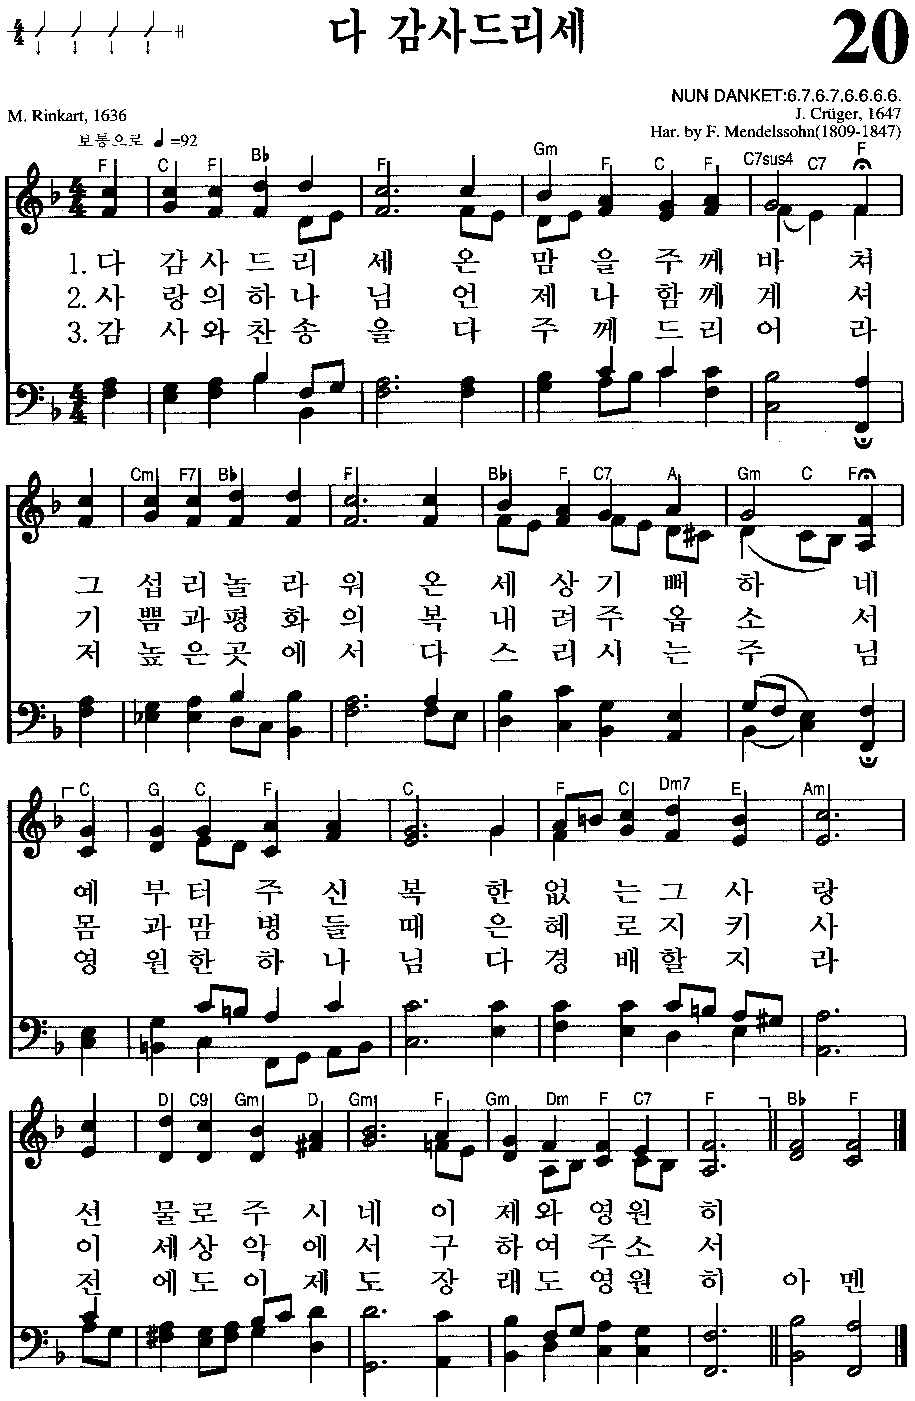 다 감사드리세
20
NUN DANKET:6.7.6.7.6.6.6.6.
M. Rinkart, 1636
J. Crüger, 1647
Har. by F. Mendelssohn(1809-1847)
보통으로 ♩=92
F C F B♭ F Gm F C F C7sus4 C7 F
1. 다 감사드리세 온 맘을 주께 바쳐
2. 사랑의하나님 언제나 함께 계셔
3. 감사와찬송을 다 주께 드리어라
Cm F7 B♭ F B♭ F C7 A Gm C F
그 섭리놀라워 온 세상기뻐하네
기쁨과평화의 복 내려주옵소서
저 높은곳에서 다 스리시는주님
C G C F C F C Dm7 E Am
예부터주신복 한없는그사랑
몸과맘병들때 은혜로지키사
영원한하나님 다경배할지라
D C9 Gm D Gm F Gm Dm F C7 F B♭ F
선물로주시네 이제와영원히
이세상악에서 구하여주소서
전에도이제도 장래도영원히 아멘